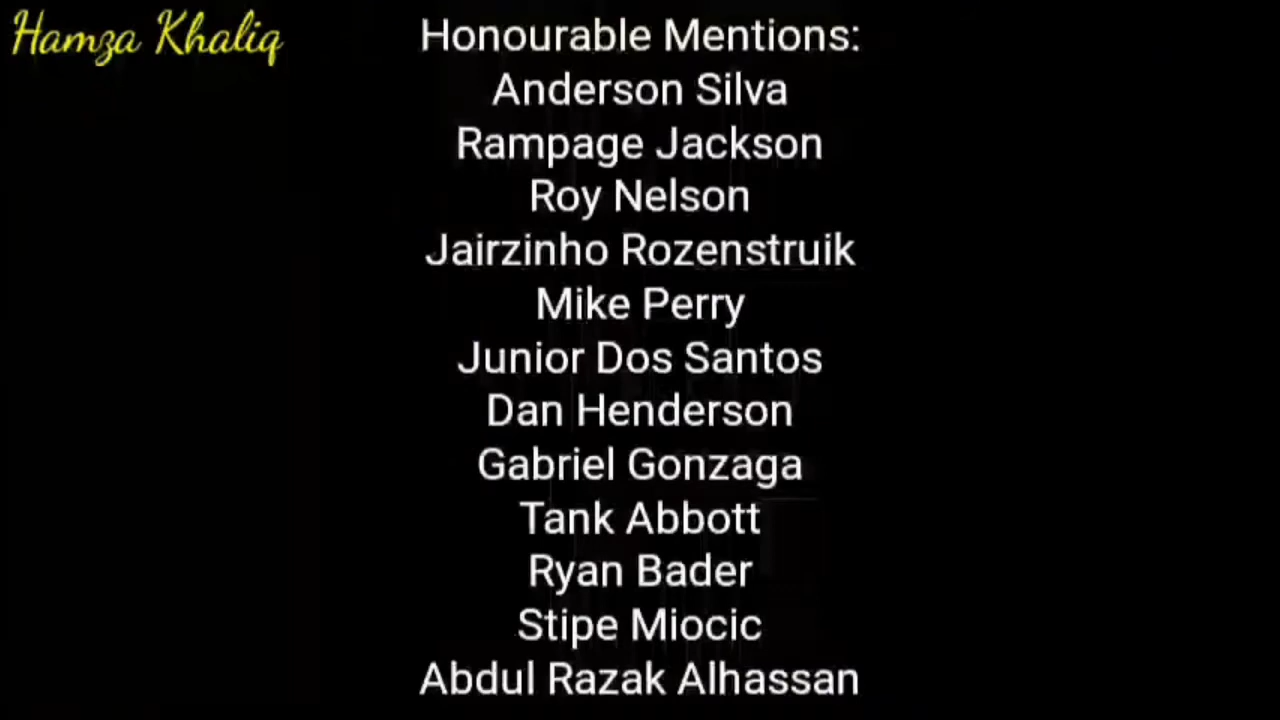 Hamza Khaliq
Honourable Mentions:
Anderson Silva
Rampage Jackson
Roy Nelson
Jairzinho Rozenstruik
Mike Perry
Junior Dos Santos
Dan Henderson
Gabriel Gonzaga
Tank Abbott
Ryan Bader
Stipe Miocic
Abdul Razak Alhassan